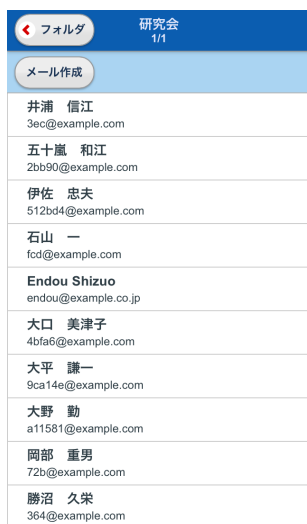 フォルダ
研究会
1/1
メール作成
井浦　信江
3ec@example.com
五十嵐　和江
2bb90@example.com
伊佐　忠夫
512bd4@example.com
石山　一
fcd@example.com
Endou Shizuo
endou@example.co.jp
大口　美津子
4bfa6@example.com
大平　謙一
9ca14e@example.com
大野　勤
a11581@example.com
岡部　重男
72b@example.com
勝沼　久栄
364@example.com